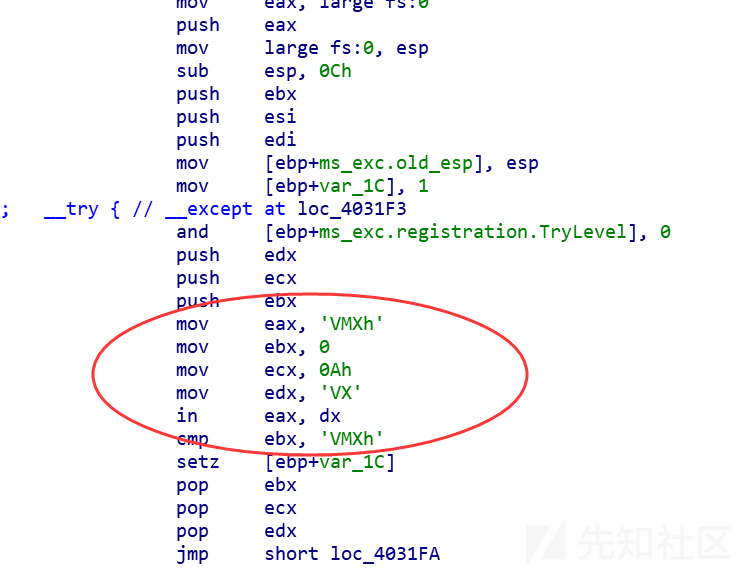 mov eax, large fs:0
push eax
mov large fs:0, esp
sub esp, 0Ch
push ebx
push esi
push edi
mov [ebp+ms_exc.old_esp], esp
mov [ebp+var_1C], 1
; __try { // __except at loc_4031F3
and [ebp+ms_exc.registration.TryLevel], 0
push edx
push ecx
push ebx
mov eax, 'VMXh'
mov ebx, 0
mov ecx, 0Ah
mov edx, 'VX'
in eax, dx
cmp ebx, 'VMXh'
setz [ebp+var_1C]
pop ebx
pop ecx
pop edx
jmp short loc_4031FA
先知社区